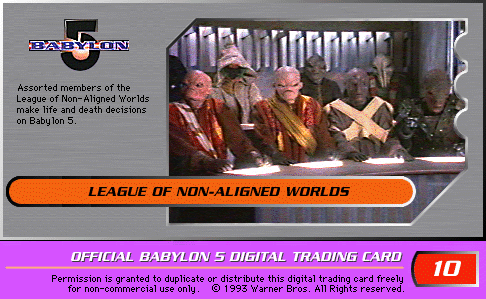 5
BABYLON
Assorted members of the
League of Non-Aligned Worlds
make life and death decisions
on Babylon 5.
LEAGUE OF NON-ALIGNED WORLDS
OFFICIAL BABYLON 5 DIGITAL TRADING CARD
10
Permission is granted to duplicate or distribute this digital trading card freely
for non-commercial use only. © 1993 Warner Bros. All Rights Reserved.